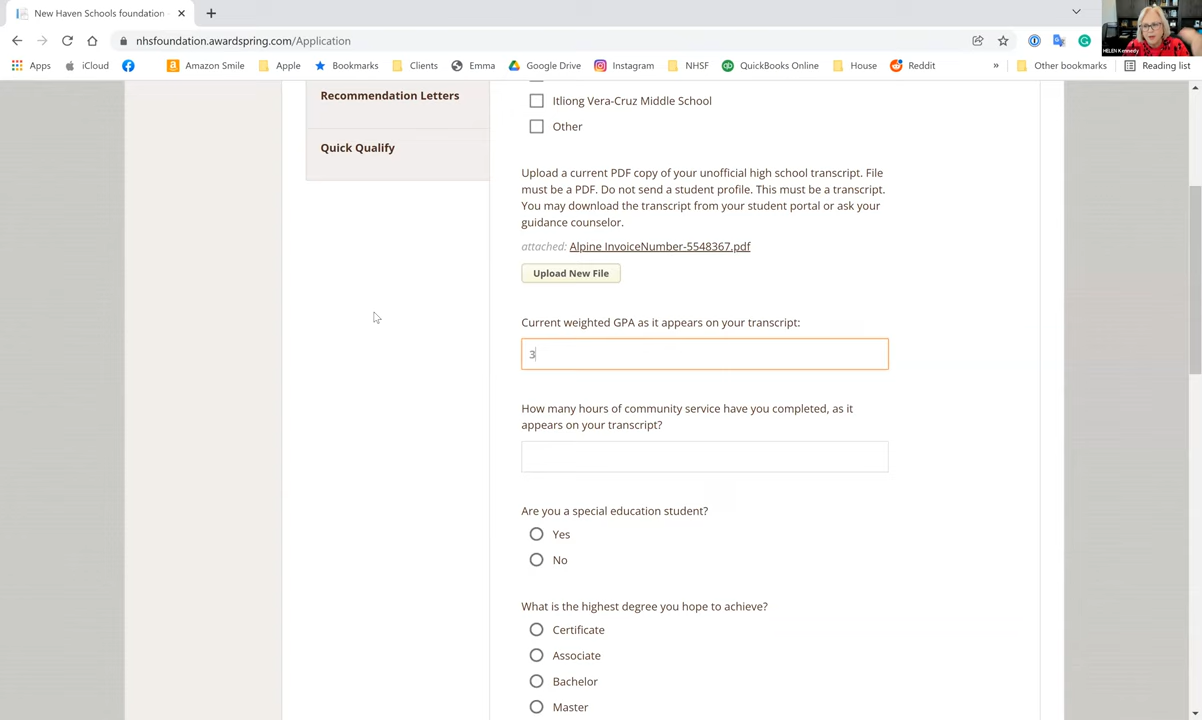 New Haven Schools foundation
nhsfoundation.awardspring.com/Application
HELEN Kennedy
Apps
iCloud
Amazon Smile
Apple
Bookmarks
Clients
Emma
Google Drive
Instagram
NHSF
QuickBooks Online
House
Reddit
»
Other bookmarks
Reading list
Recommendation Letters
Quick Qualify
Itliong Vera-Cruz Middle School
Other
Upload a current PDF copy of your unofficial high school transcript. File
must be a PDF. Do not send a student profile. This must be a transcript.
You may download the transcript from your student portal or ask your
guidance counselor.
attached: Alpine InvoiceNumber-5548367.pdf
Upload New File
Current weighted GPA as it appears on your transcript:
3
How many hours of community service have you completed, as it
appears on your transcript?
Are you a special education student?
Yes
No
What is the highest degree you hope to achieve?
Certificate
Associate
Bachelor
Master